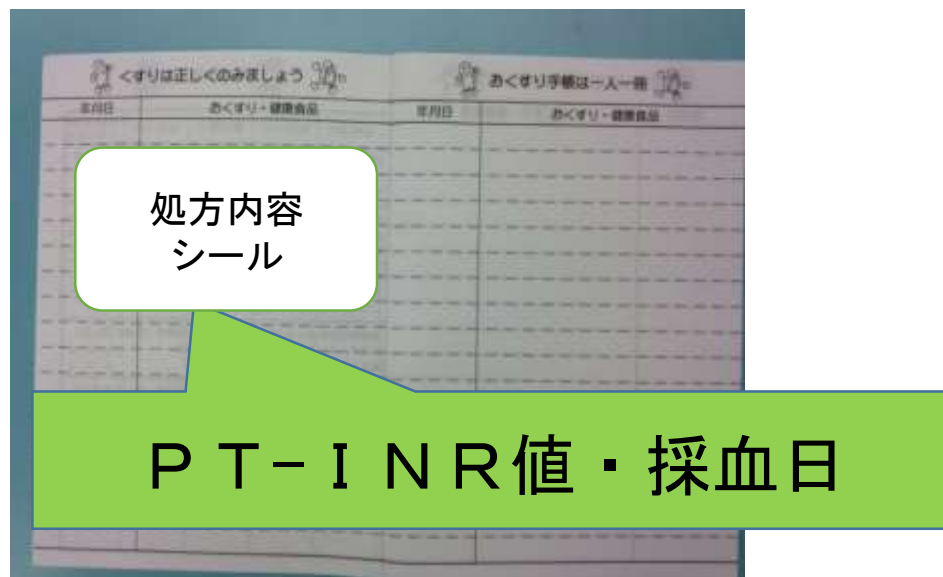 くすりは正しくのみましょう
おくすり手帳は一人一冊
年月日
おくすり・健康食品
年月日
おくすり・健康食品
処方内容
シール
ＰＴ－ＩＮＲ値・採血日